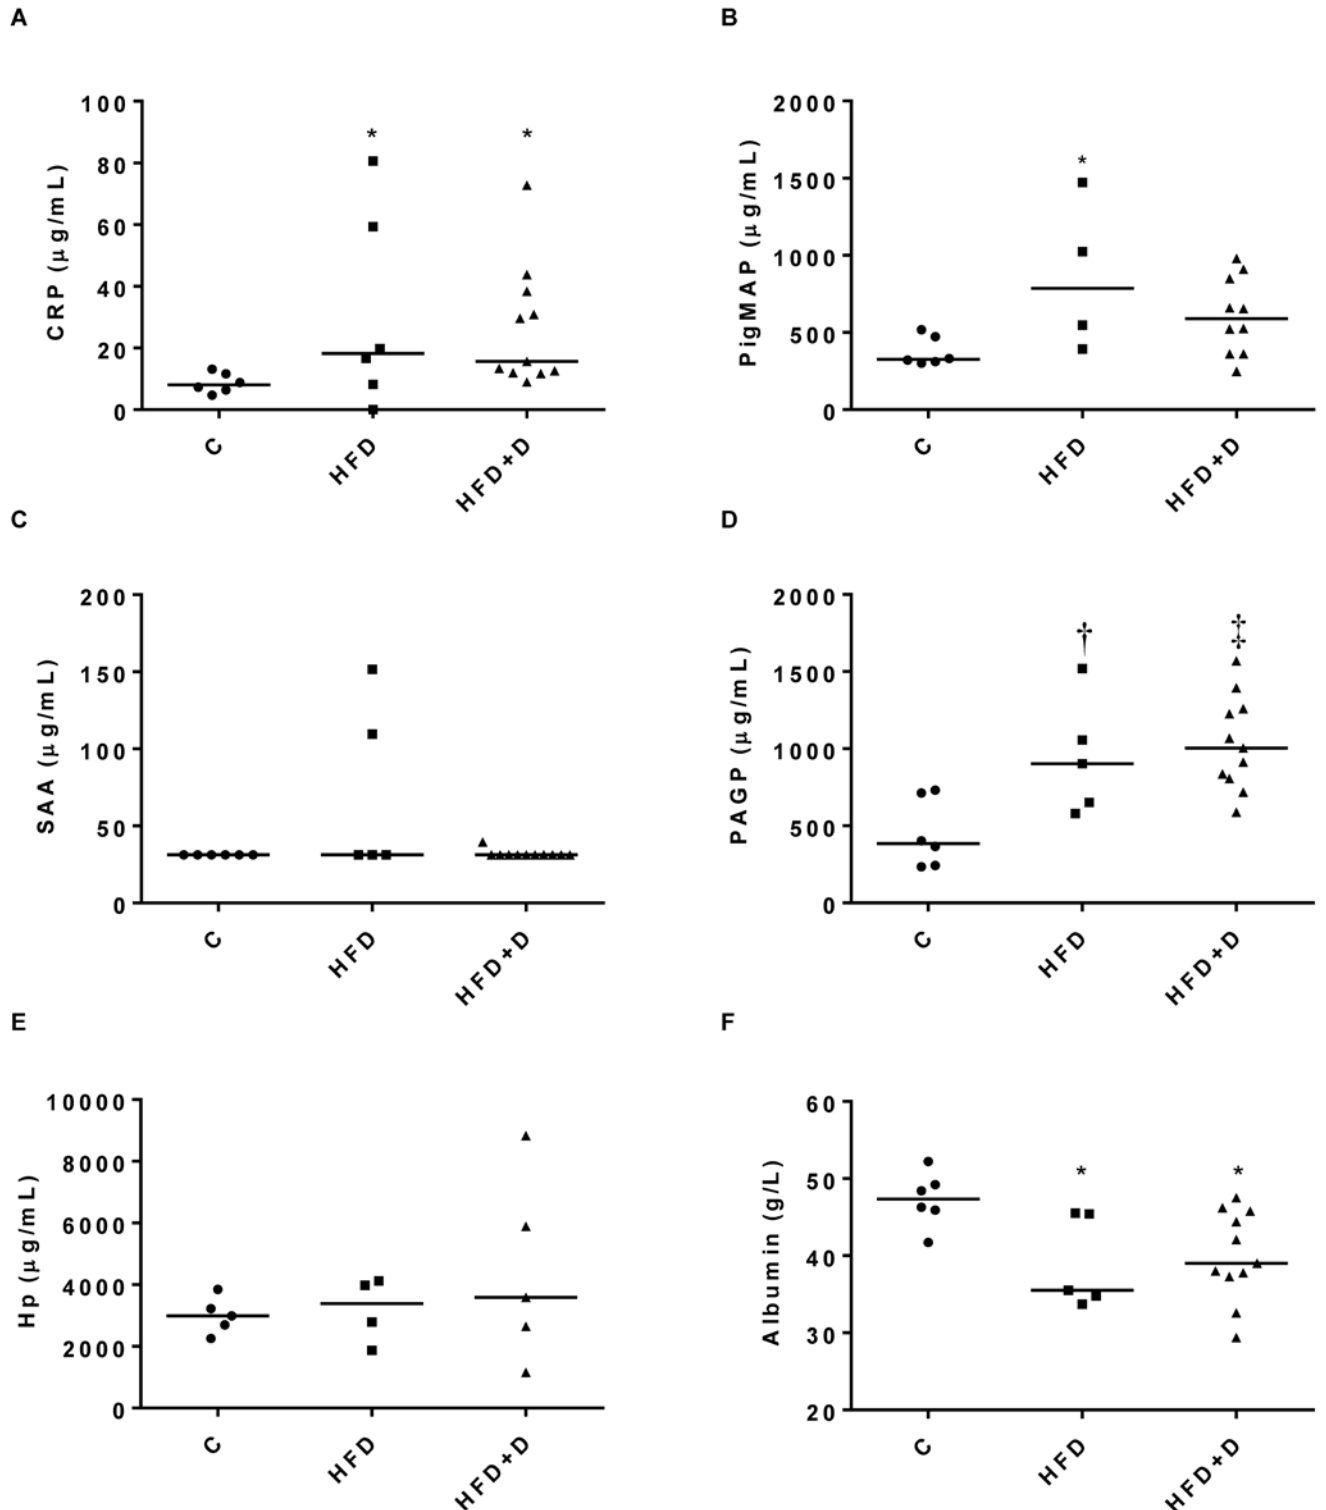 A
CRP (μg/mL)
100
80
60
40
20
0
*
*
C
HFD
HFD+D
B
PigMAP (μg/mL)
2000
1500
1000
500
0
*
C
HFD
HFD+D
C
SAA (μg/mL)
200
150
100
50
0
C
HFD
HFD+D
D
PAGP (μg/mL)
2000
1500
1000
500
0
†
‡
C
HFD
HFD+D
E
Hp (μg/mL)
10000
8000
6000
4000
2000
0
C
HFD
HFD+D
F
Albumin (g/L)
60
50
40
30
20
*
*
C
HFD
HFD+D